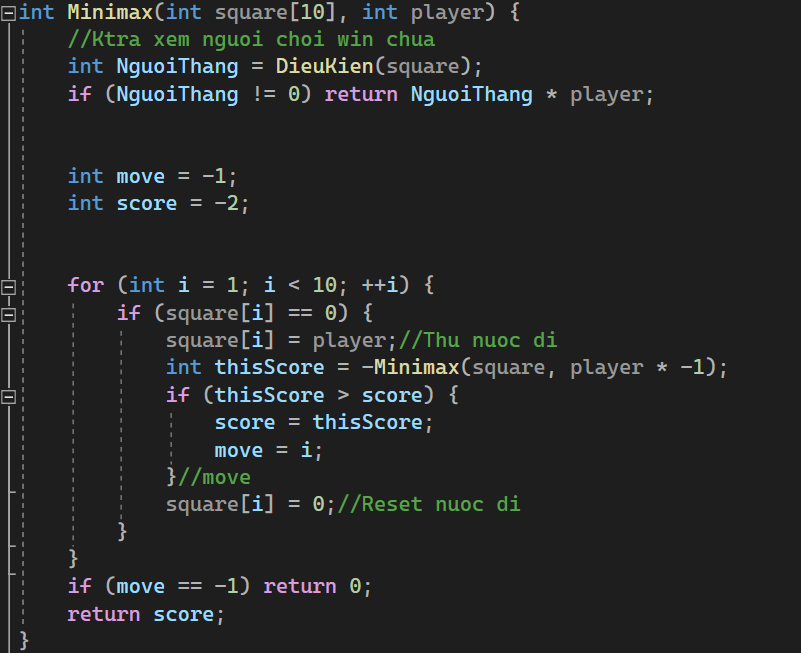 int Minimax(int square[10], int player) {
    //Ktra xem nguoi choi win chua
    int NguoiThang = DieuKien(square);
    if (NguoiThang != 0) return NguoiThang * player;
    int move = -1;
    int score = -2;
    for (int i = 1; i < 10; ++i) {
        if (square[i] == 0) {
            square[i] = player;//Thu nuoc di
            int thisScore = -Minimax(square, player * -1);
            if (thisScore > score) {
                score = thisScore;
                move = i;
            }//move
            square[i] = 0;//Reset nuoc di
        }
    }
    if (move == -1) return 0;
    return score;
}